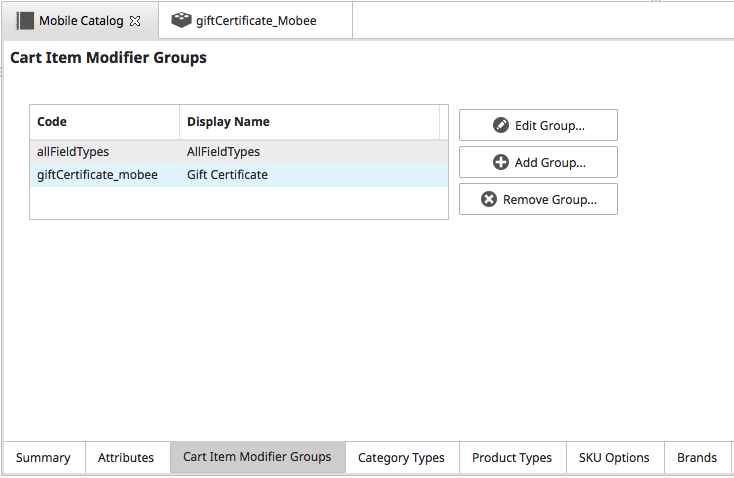 Mobile Catalog
giftCertificate_Mobee
Cart Item Modifier Groups
Code Display Name
allFieldTypes AllFieldTypes
giftCertificate_mobee Gift Certificate
Edit Group...
Add Group...
Remove Group...
Summary Attributes Cart Item Modifier Groups Category Types Product Types SKU Options Brands